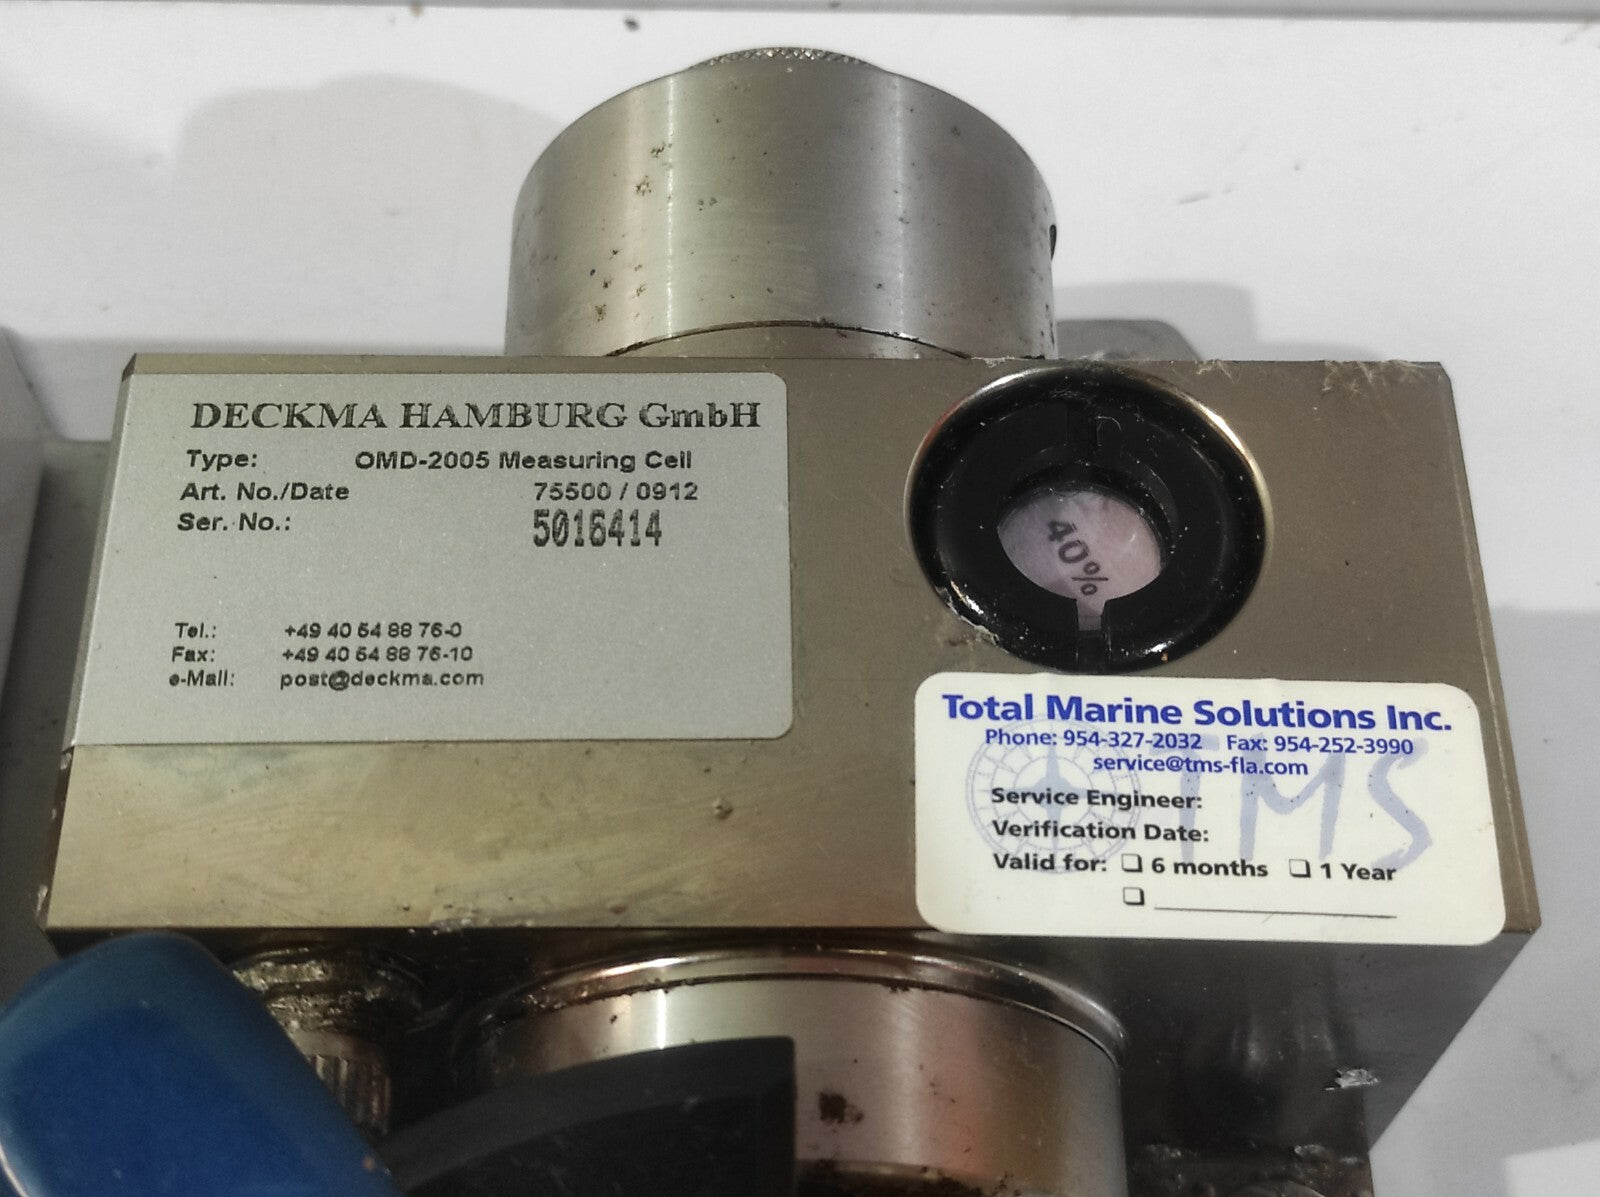 DECKMA HAMBURG GmbH
Type: OMD-2005 Measuring Cell
Art. No./Date 75500 / 0912
Ser. No.: 5016414
Tel.: +49 40 54 88 76-0
Fax: +49 40 54 88 76-10
e-Mail: post@deckma.com
40%
Total Marine Solutions Inc.
Phone: 954-327-2032 Fax: 954-252-3990
service@tms-fla.com
TMS
Service Engineer:
Verification Date:
Valid for: ❑ 6 months ❑ 1 Year
❑ ____________________